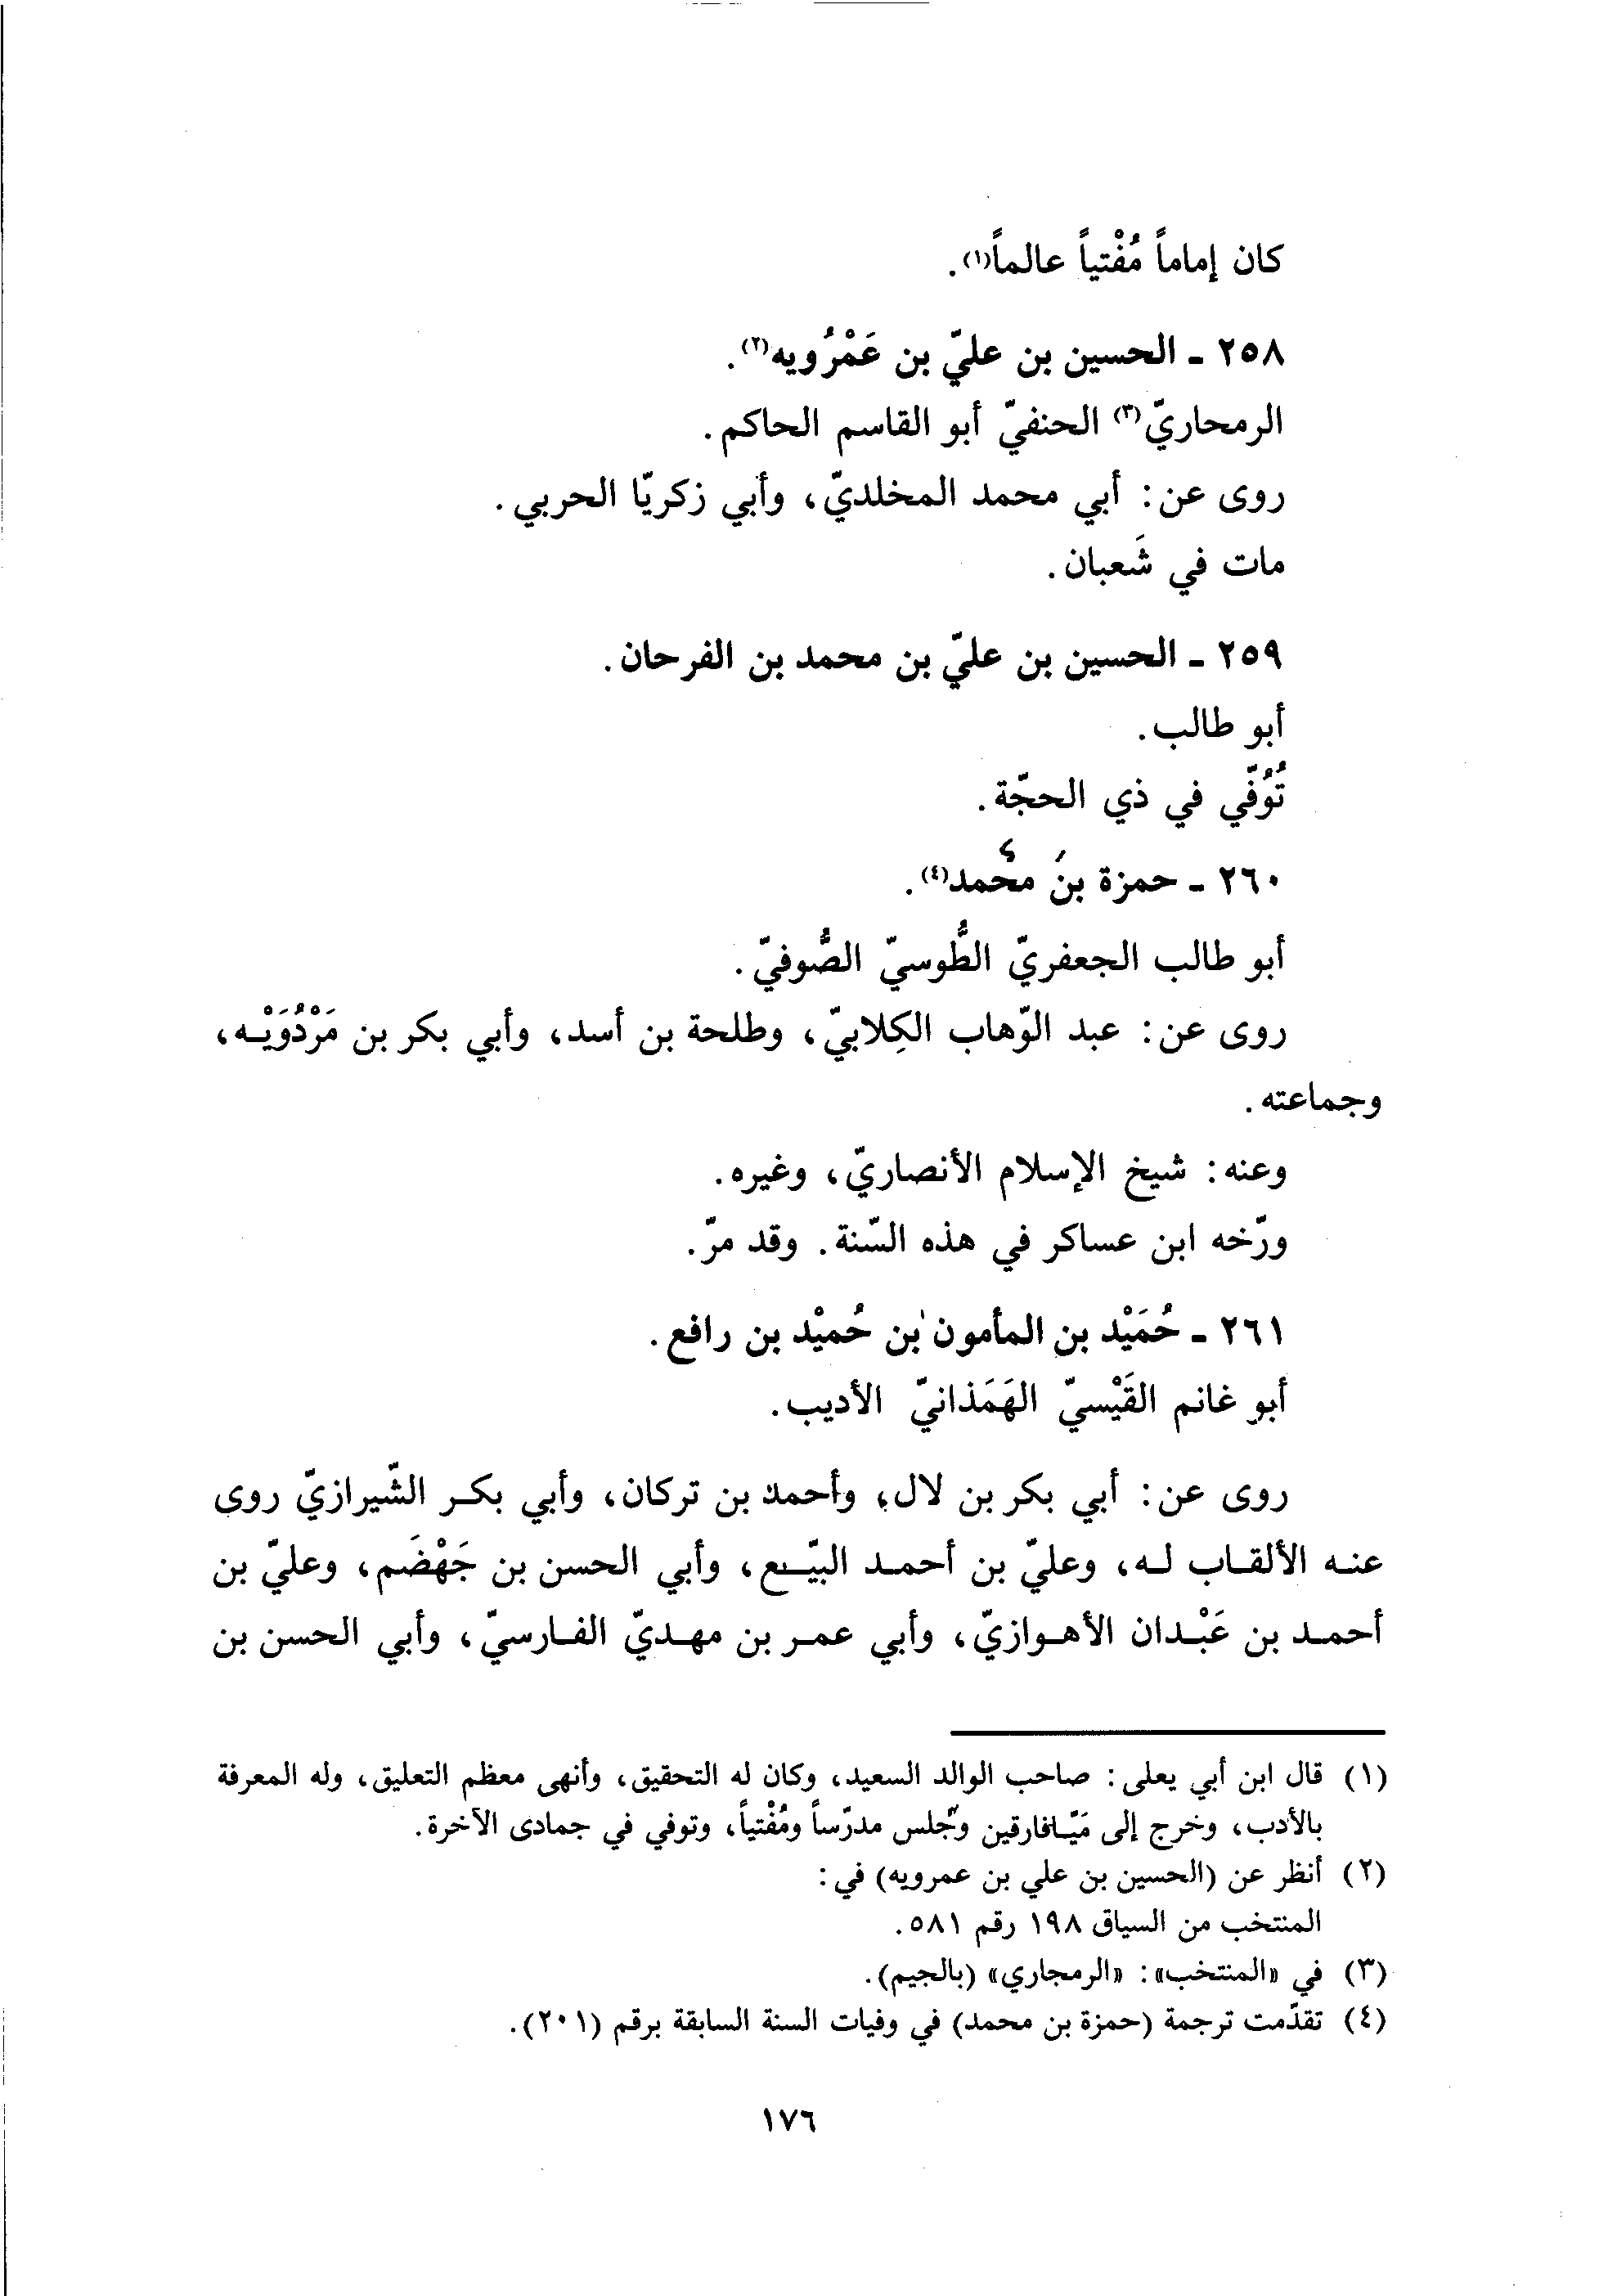 كان إماماً مُفْتياً عالماً(١).
٢٥٨ - الحسين بن عليّ بن عَمْرُويه(٢).
الرمحاريّ(٣) الحنفيّ أبو القاسم الحاكم.
روى عن: أبي محمد المخلديّ، وأبي زكريّا الحربي.
مات في شَعبان.
٢٥٩ - الحسين بن عليّ بن محمد بن الفرحان.
أبو طالب.
تُوُفّي في ذي الحجّة.
٢٦٠ - حمزة بن محمد(٤).
أبو طالب الجعفريّ الطُّوسيّ الصُّوفيّ.
روى عن: عبد الوّهاب الكِلابيّ، وطلحة بن أسد، وأبي بكر بن مَرْدُوَيْه،
وجماعته.
وعنه: شيخ الإسلام الأنصاريّ، وغيره.
ورّخه ابن عساكر في هذه السّنة. وقد مرّ.
٢٦١ - حُمَيْد بن المأمون بن حُميْد بن رافع.
أبو غانم القَيْسيّ الهَمَذانيّ الأديب.
روى عن: أبي بكر بن لال، وأحمد بن تركان، وأبي بكر الشّيرازيّ روى
عنه الألقاب له، وعليّ بن أحمد البيّع، وأبي الحسن بن جَهْضَم، وعليّ بن
أحمد بن عَبْدان الأهوازيّ، وأبي عمر بن مهديّ الفارسيّ، وأبي الحسن بن
(١) قال ابن أبي يعلى: صاحب الوالد السعيد، وكان له التحقيق، وأنهى معظم التعليق، وله المعرفة
بالأدب، وخرج إلى مَيّافارقين وجّلس مدرّساً ومُفْتياً، وتوفي في جمادى الآخرة.
(٢) أنظر عن (الحسين بن علي بن عمرويه) في:
المنتخب من السياق ١٩٨ رقم ٥٨١.
(٣) في «المنتخب»: «الرمجاري» (بالجيم).
(٤) تقدّمت ترجمة (حمزة بن محمد) في وفيات السنة السابقة برقم (٢٠١).
١٧٦